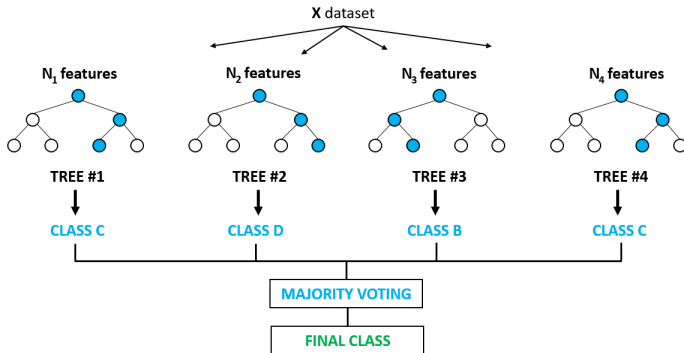 X dataset
N₁ features
N₂ features
N₃ features
N₄ features
TREE #1
TREE #2
TREE #3
TREE #4
CLASS C
CLASS D
CLASS B
CLASS C
MAJORITY VOTING
FINAL CLASS